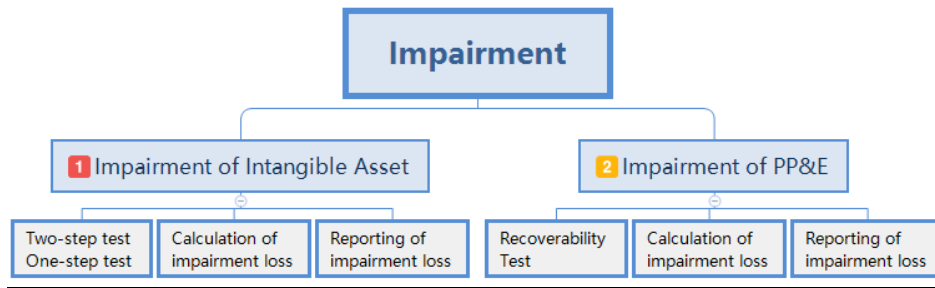 Impairment
1 Impairment of Intangible Asset
2 Impairment of PP&E
Two-step test
One-step test
Calculation of
impairment loss
Reporting of
impairment loss
Recoverability
Test
Calculation of
impairment loss
Reporting of
impairment loss